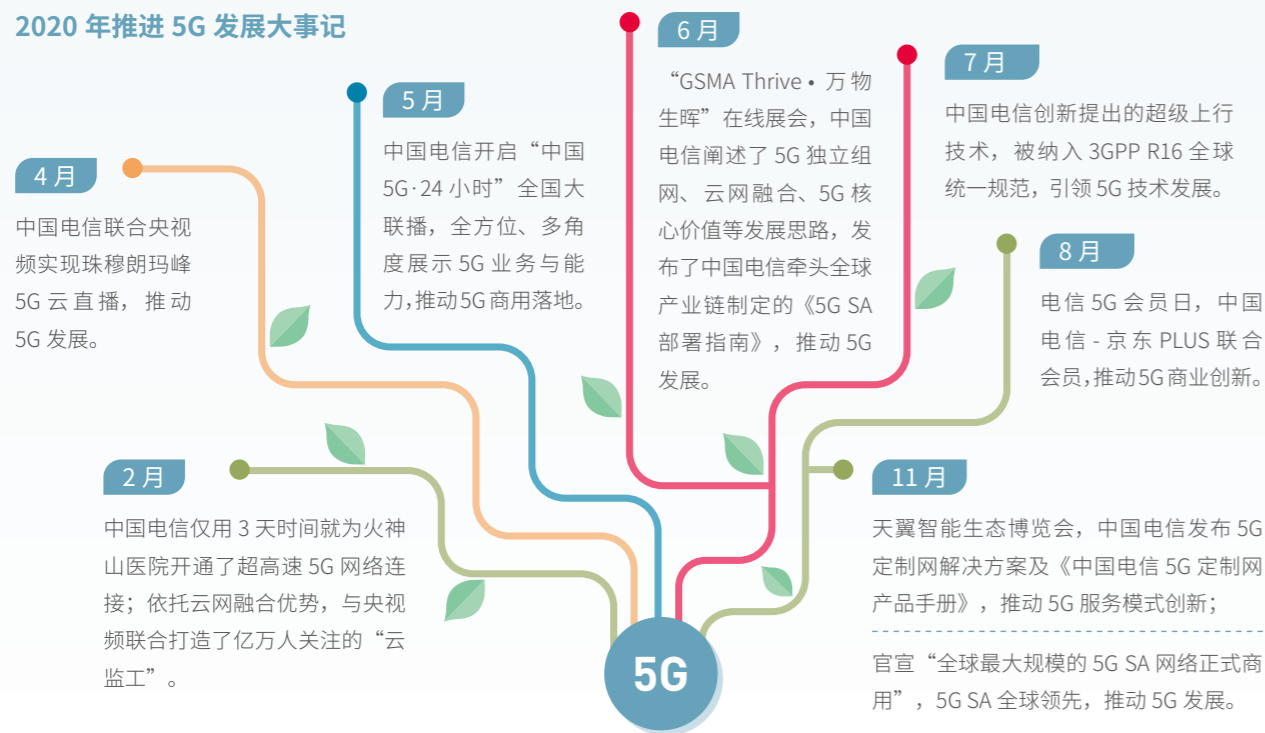 2020 年推进 5G 发展大事记
2 月
中国电信仅用 3 天时间就为火神
山医院开通了超高速 5G 网络连
接；依托云网融合优势，与央视
频联合打造了亿万人关注的“云
监工”。
4 月
中国电信联合央视
频实现珠穆朗玛峰
5G 云直播，推动
5G 发展。
5 月
中国电信开启“中国
5G·24 小时”全国大
联播，全方位、多角
度展示 5G 业务与能
力，推动5G商用落地。
6 月
“GSMA Thrive• 万物
生晖”在线展会，中国
电信阐述了 5G 独立组
网、云网融合、5G 核
心价值等发展思路，发
布了中国电信牵头全球
产业链制定的《5G SA
部署指南》，推动 5G
发展。
7 月
中国电信创新提出的超级上行
技术，被纳入 3GPP R16 全球
统一规范，引领 5G 技术发展。
8 月
电信 5G 会员日，中国
电信 - 京东 PLUS 联合
会员，推动5G商业创新。
11 月
天翼智能生态博览会，中国电信发布 5G
定制网解决方案及《中国电信 5G 定制网
产品手册》，推动 5G 服务模式创新；
官宣“全球最大规模的 5G SA 网络正式商
用”，5G SA 全球领先，推动 5G 发展。
5G